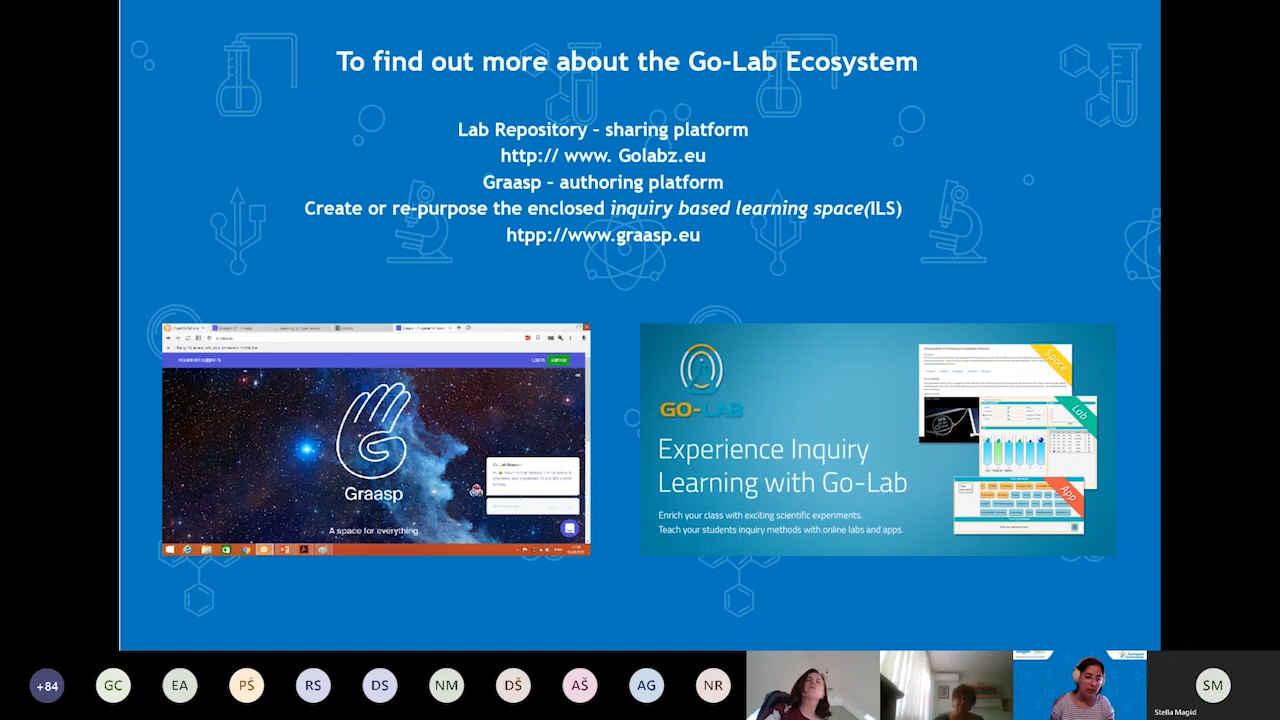 To find out more about the Go-Lab Ecosystem
Lab Repository – sharing platform
http:// www. Golabz.eu
Graasp – authoring platform
Create or re-purpose the enclosed inquiry based learning space(ILS)
htpp://www.graasp.eu
Graasp
A space for everything
GO-LAB
Experience Inquiry
Learning with Go-Lab
Enrich your class with exciting scientific experiments.
Teach your students inquiry methods with online labs and apps.
Space
Lab
App
+84
GC
EA
PŠ
RS
DS
NM
DŠ
AŠ
AG
NR
SM
Stella Magid